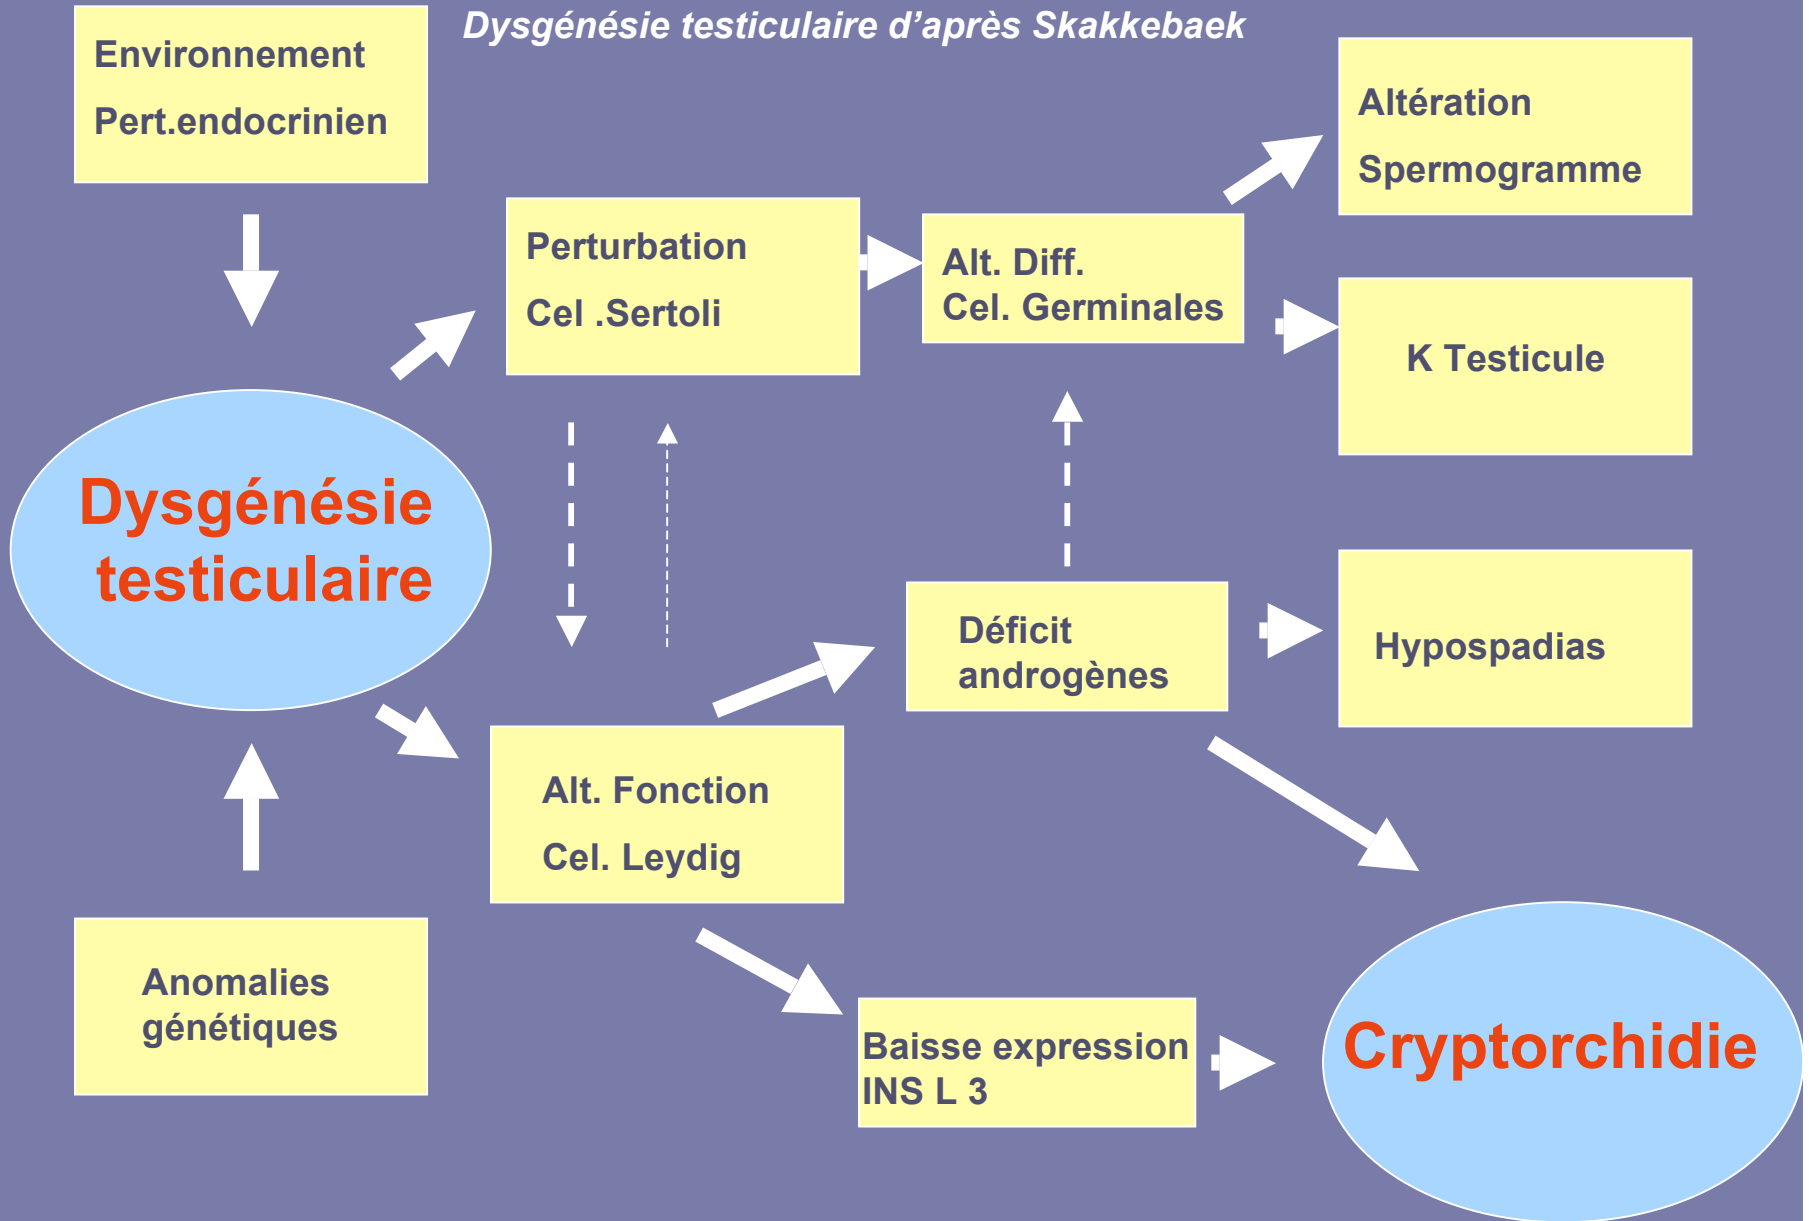 Dysgénésie testiculaire d’après Skakkebaek
Environnement
Pert.endocrinien
Altération
Spermogramme
Perturbation
Cel .Sertoli
Alt. Diff.
Cel. Germinales
K Testicule
Dysgénésie
testiculaire
Déficit
androgènes
Hypospadias
Alt. Fonction
Cel. Leydig
Anomalies
génétiques
Baisse expression
INS L 3
Cryptorchidie